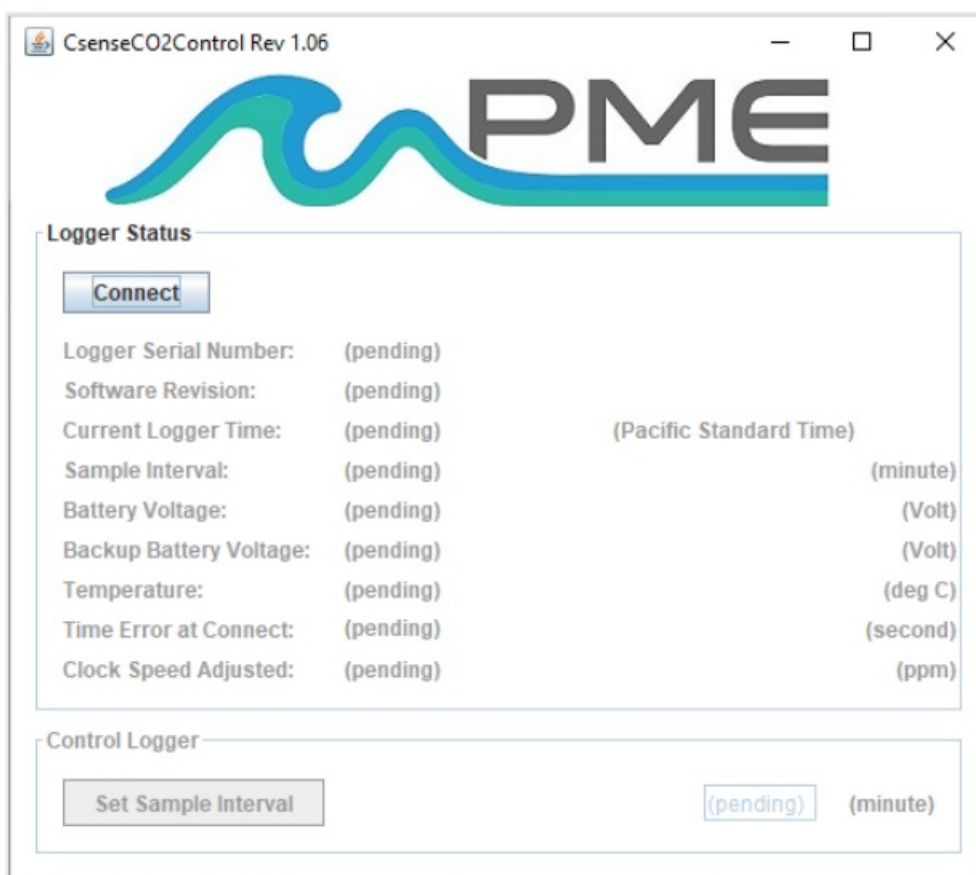 CsenseCO2Control Rev 1.06
PME
Logger Status
Connect
Logger Serial Number: (pending)
Software Revision: (pending)
Current Logger Time: (pending) (Pacific Standard Time)
Sample Interval: (pending) (minute)
Battery Voltage: (pending) (Volt)
Backup Battery Voltage: (pending) (Volt)
Temperature: (pending) (deg C)
Time Error at Connect: (pending) (second)
Clock Speed Adjusted: (pending) (ppm)
Control Logger
Set Sample Interval (pending) (minute)